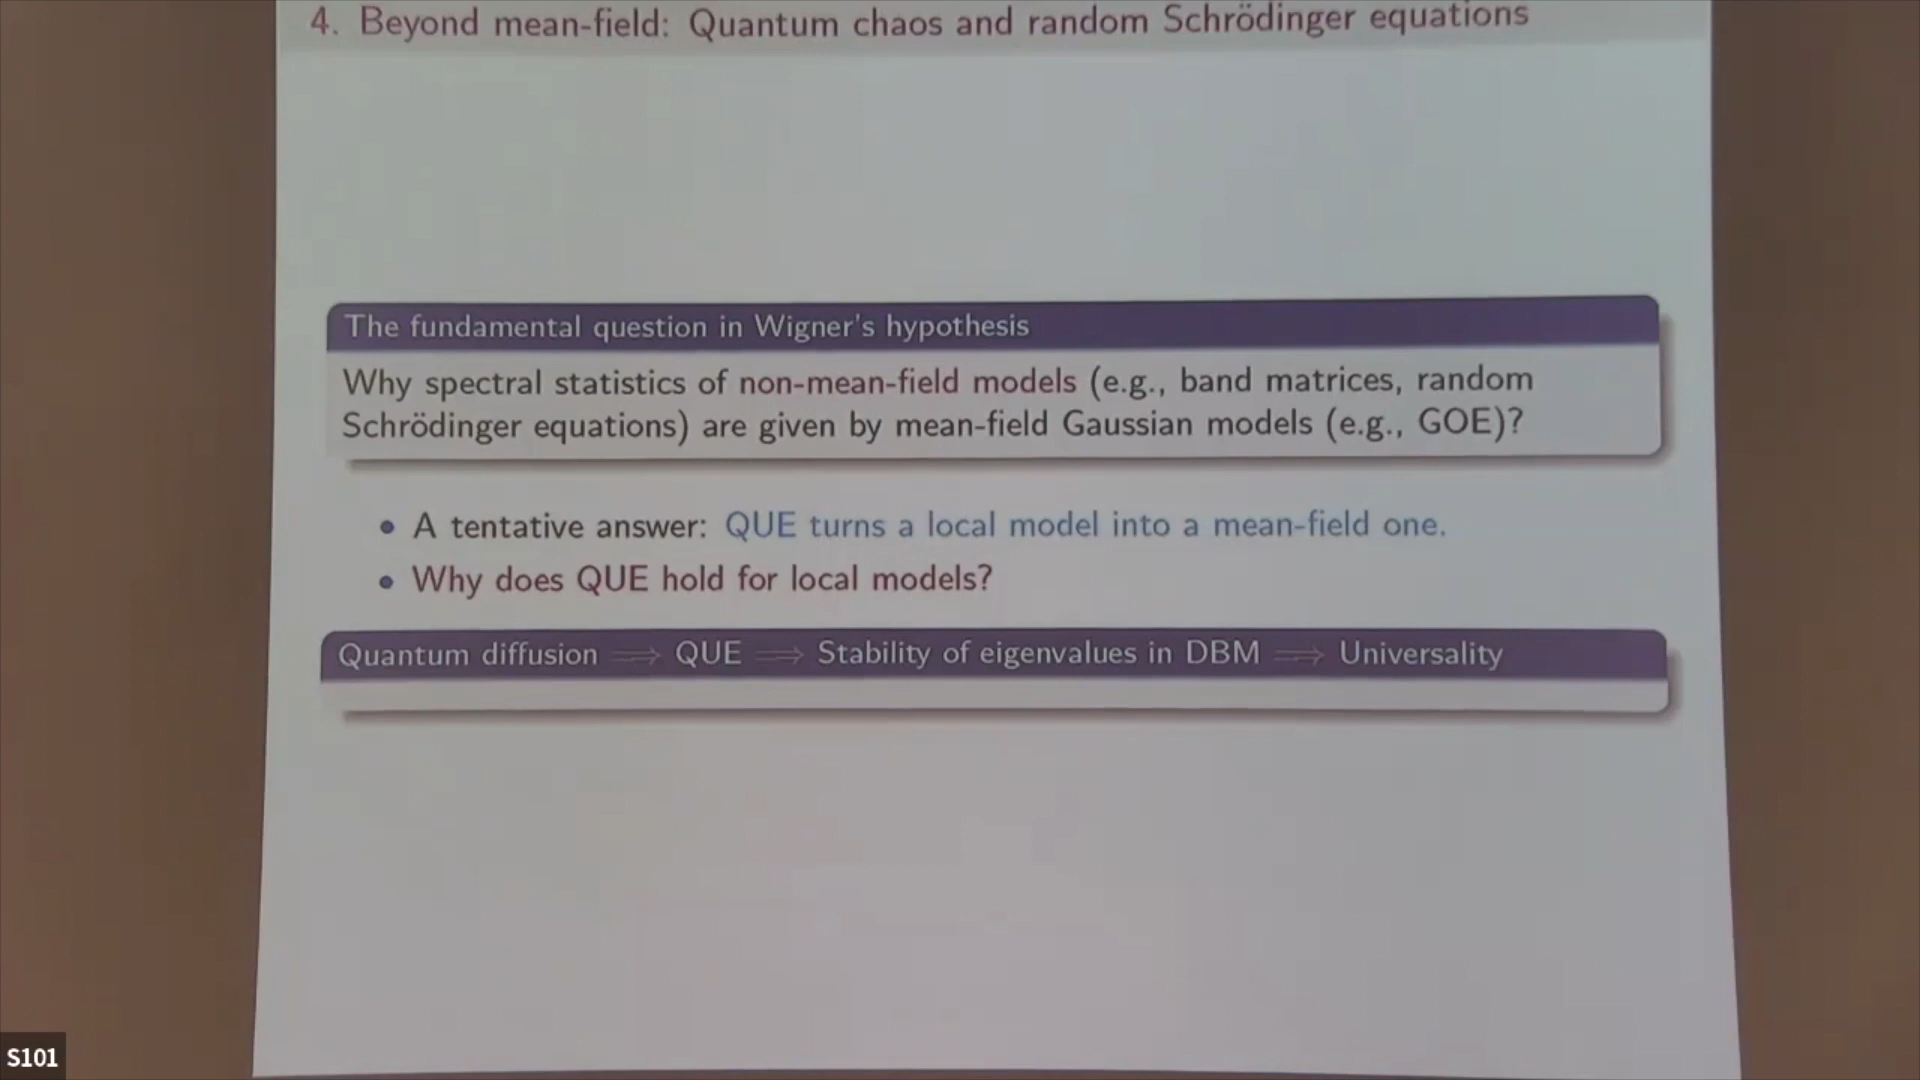 4. Beyond mean-field: Quantum chaos and random Schrödinger equations
The fundamental question in Wigner's hypothesis
Why spectral statistics of non-mean-field models (e.g., band matrices, random
Schrödinger equations) are given by mean-field Gaussian models (e.g., GOE)?
• A tentative answer: QUE turns a local model into a mean-field one.
• Why does QUE hold for local models?
Quantum diffusion ⟹ QUE ⟹ Stability of eigenvalues in DBM ⟹ Universality
S101